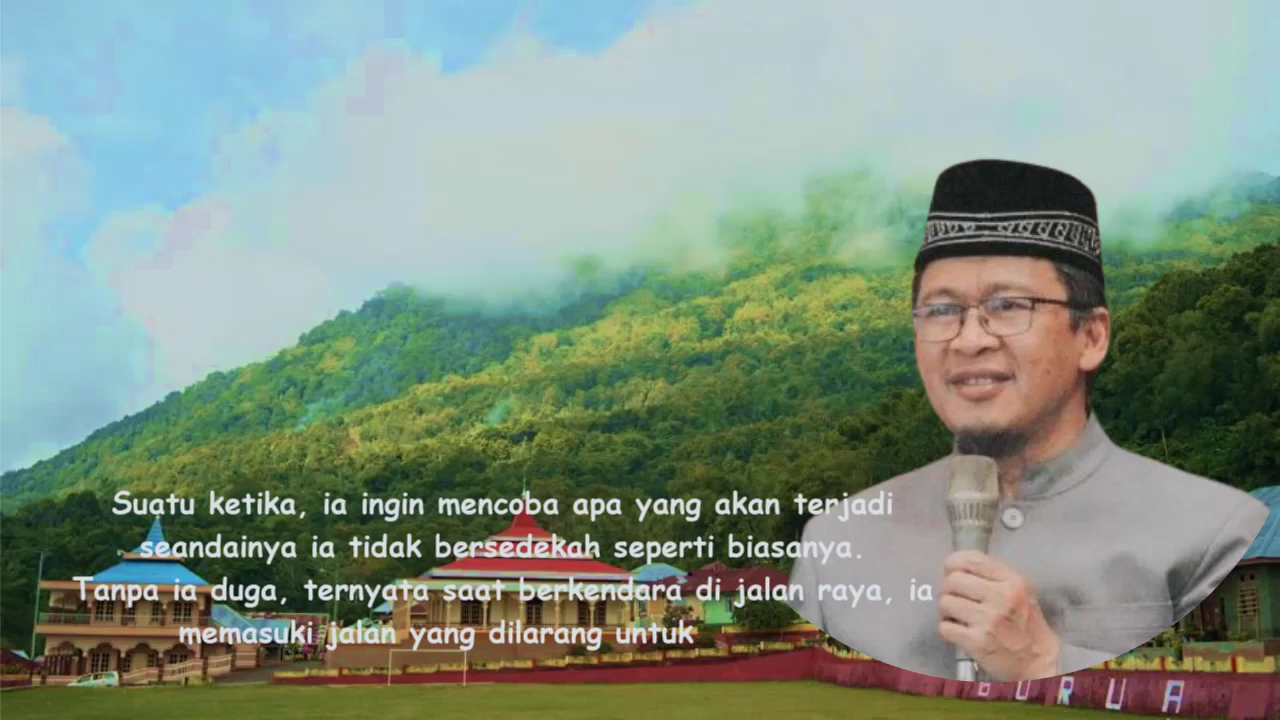 Suatu ketika, ia ingin mencoba apa yang akan terjadi
seandainya ia tidak bersedekah seperti biasanya.
Tanpa ia duga, ternyata saat berkendara di jalan raya, ia
memasuki jalan yang dilarang untuk
BURUA